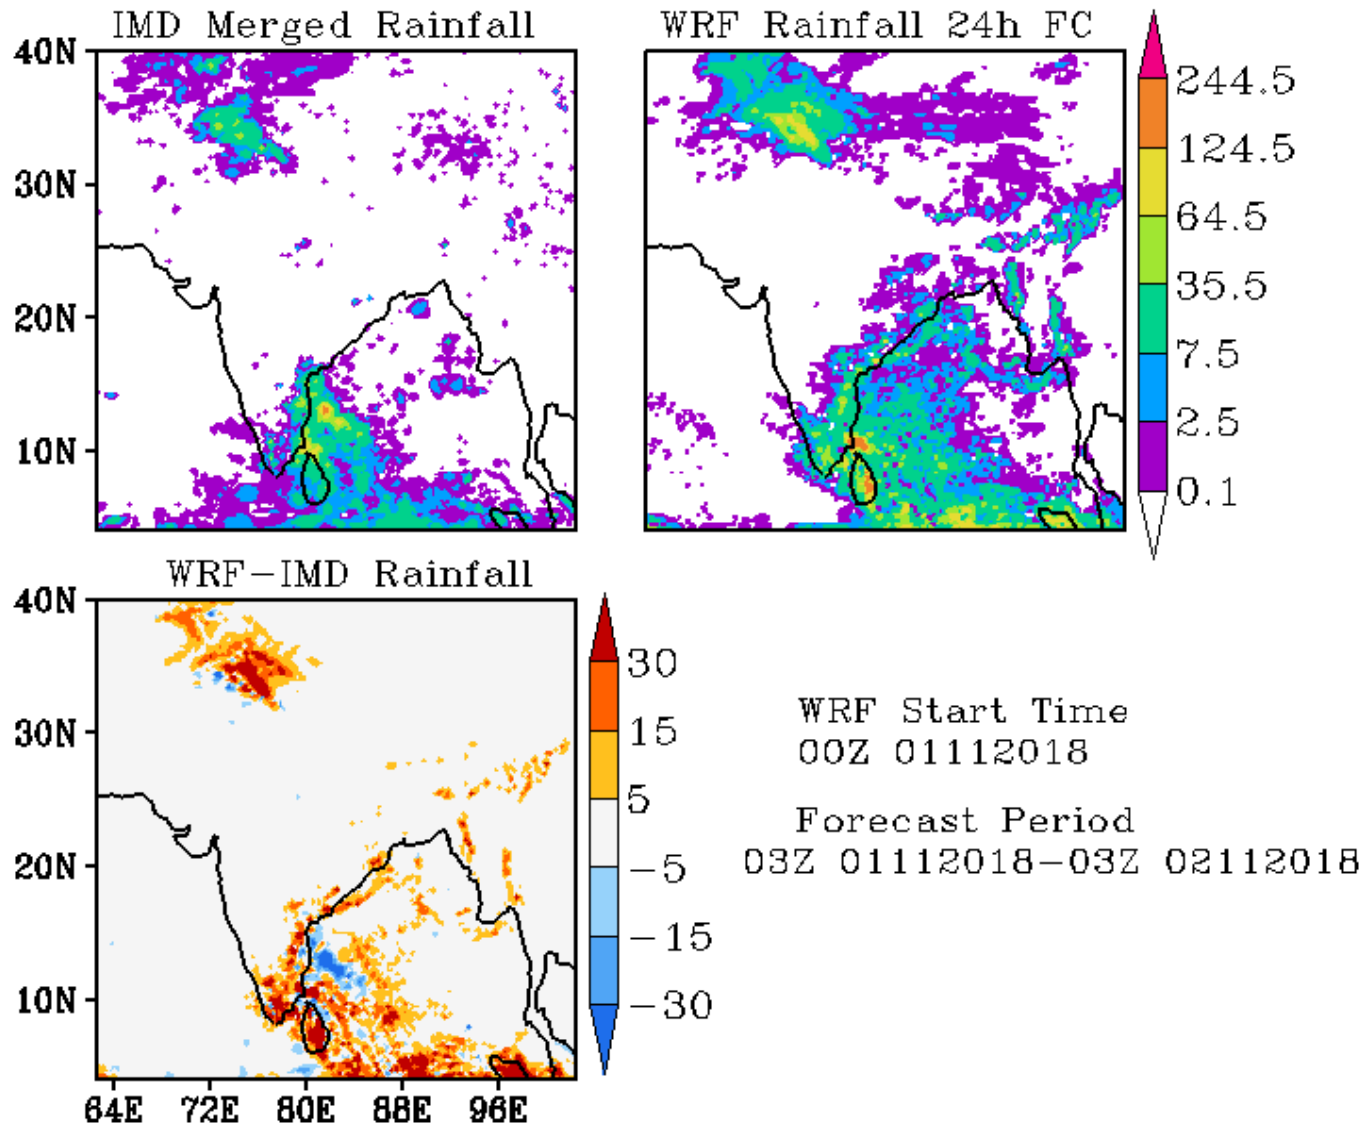 IMD Merged Rainfall
WRF Rainfall 24h FC
40N
30N
20N
10N
244.5
124.5
64.5
35.5
7.5
2.5
0.1
WRF-IMD Rainfall
40N
30N
20N
10N
64E 72E 80E 88E 96E
30
15
5
-5
-15
-30
WRF Start Time
00Z 01112018
Forecast Period
03Z 01112018-03Z 02112018